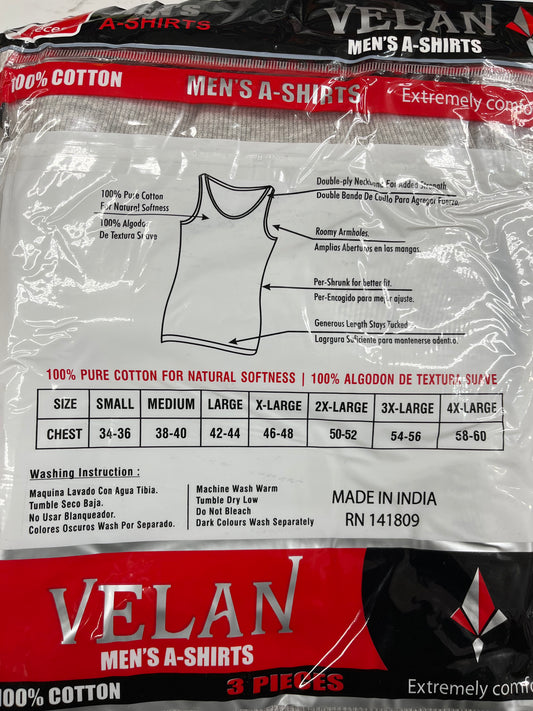 A-SHIRTS
VELAN
MEN'S A-SHIRTS
100% COTTON
MEN'S A-SHIRTS
Extremely comfo
100% Pure Cotton
For Natural Softness
100% Algodon
De Textura Suave
Double-ply Neckband For Added Strength
Double Banda De Cuello Para Agregar Fuerza.
Roomy Armholes.
Amplias Aberturas en las mangas.
Per-Shrunk for better fit.
Per-Encogido para mejor ajuste.
Generous Length Stays Tucked
Lagrgura Suficiente para mantenerse adentro.
100% PURE COTTON FOR NATURAL SOFTNESS | 100% ALGODON DE TEXTURA SUAVE
SIZE SMALL MEDIUM LARGE X-LARGE 2X-LARGE 3X-LARGE 4X-LARGE
CHEST 34-36 38-40 42-44 46-48 50-52 54-56 58-60
Washing Instruction :
Maquina Lavado Con Agua Tibia.
Tumble Seco Baja.
No Usar Blanqueador.
Colores Oscuros Wash Por Separado.
Machine Wash Warm
Tumble Dry Low
Do Not Bleach
Dark Colours Wash Separately
MADE IN INDIA
RN 141809
VELAN
MEN'S A-SHIRTS
3 PIECES
100% COTTON
Extremely comfo